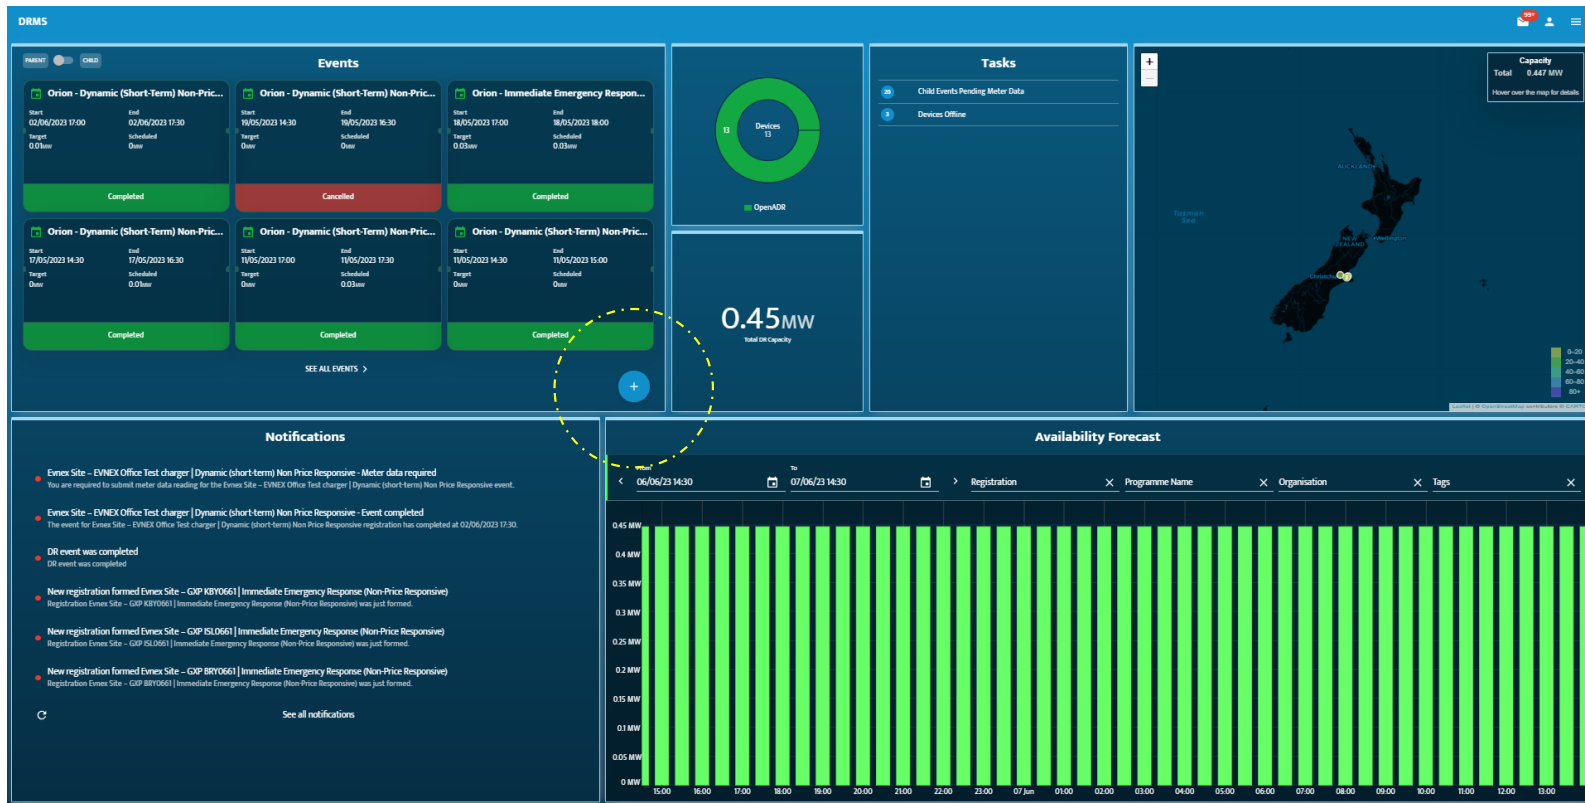 DRMS
99+
PARENT
CHILD
Events
Orion - Dynamic (Short-Term) Non-Pric...
Start
02/06/2023 17:00
End
02/06/2023 17:30
Target
0.01MW
Scheduled
0MW
Completed
Orion - Dynamic (Short-Term) Non-Pric...
Start
19/05/2023 14:30
End
19/05/2023 16:30
Target
0MW
Scheduled
0MW
Cancelled
Orion - Immediate Emergency Respon...
Start
18/05/2023 17:00
End
18/05/2023 18:00
Target
0.03MW
Scheduled
0.03MW
Completed
Orion - Dynamic (Short-Term) Non-Pric...
Start
17/05/2023 14:30
End
17/05/2023 16:30
Target
0MW
Scheduled
0.01MW
Completed
Orion - Dynamic (Short-Term) Non-Pric...
Start
11/05/2023 17:00
End
11/05/2023 17:30
Target
0MW
Scheduled
0.03MW
Completed
Orion - Dynamic (Short-Term) Non-Pric...
Start
11/05/2023 14:30
End
11/05/2023 15:00
Target
0MW
Scheduled
0MW
Completed
SEE ALL EVENTS >
+
13
Devices
13
OpenADR
0.45MW
Total DR Capacity
Tasks
20 Child Events Pending Meter Data
3 Devices Offline
+
−
Capacity
Total 0.447 MW
Hover over the map for details
AUCKLAND
Tasman
Sea
NEW
ZEALAND
Wellington
Christchu
0–20
20–40
40–60
60–80
80+
Leaflet | © OpenStreetMap contributors © CARTO
Notifications
Evnex Site – EVNEX Office Test charger | Dynamic (short-term) Non Price Responsive - Meter data required
You are required to submit meter data reading for the Evnex Site – EVNEX Office Test charger | Dynamic (short-term) Non Price Responsive event.
Evnex Site – EVNEX Office Test charger | Dynamic (short-term) Non Price Responsive - Event completed
The event for Evnex Site – EVNEX Office Test charger | Dynamic (short-term) Non Price Responsive registration has completed at 02/06/2023 17:30.
DR event was completed
DR event was completed
New registration formed Evnex Site – GXP KBY0661 | Immediate Emergency Response (Non-Price Responsive)
Registration Evnex Site – GXP KBY0661 | Immediate Emergency Response (Non-Price Responsive) was just formed.
New registration formed Evnex Site – GXP ISL0661 | Immediate Emergency Response (Non-Price Responsive)
Registration Evnex Site – GXP ISL0661 | Immediate Emergency Response (Non-Price Responsive) was just formed.
New registration formed Evnex Site – GXP BRY0661 | Immediate Emergency Response (Non-Price Responsive)
Registration Evnex Site – GXP BRY0661 | Immediate Emergency Response (Non-Price Responsive) was just formed.
See all notifications
Availability Forecast
From
06/06/23 14:30
To
07/06/23 14:30
Registration
Programme Name
Organisation
Tags
0.45 MW
0.4 MW
0.35 MW
0.3 MW
0.25 MW
0.2 MW
0.15 MW
0.1 MW
0.05 MW
0 MW
15:00 16:00 17:00 18:00 19:00 20:00 21:00 22:00 23:00 07 Jun 01:00 02:00 03:00 04:00 05:00 06:00 07:00 08:00 09:00 10:00 11:00 12:00 13:00